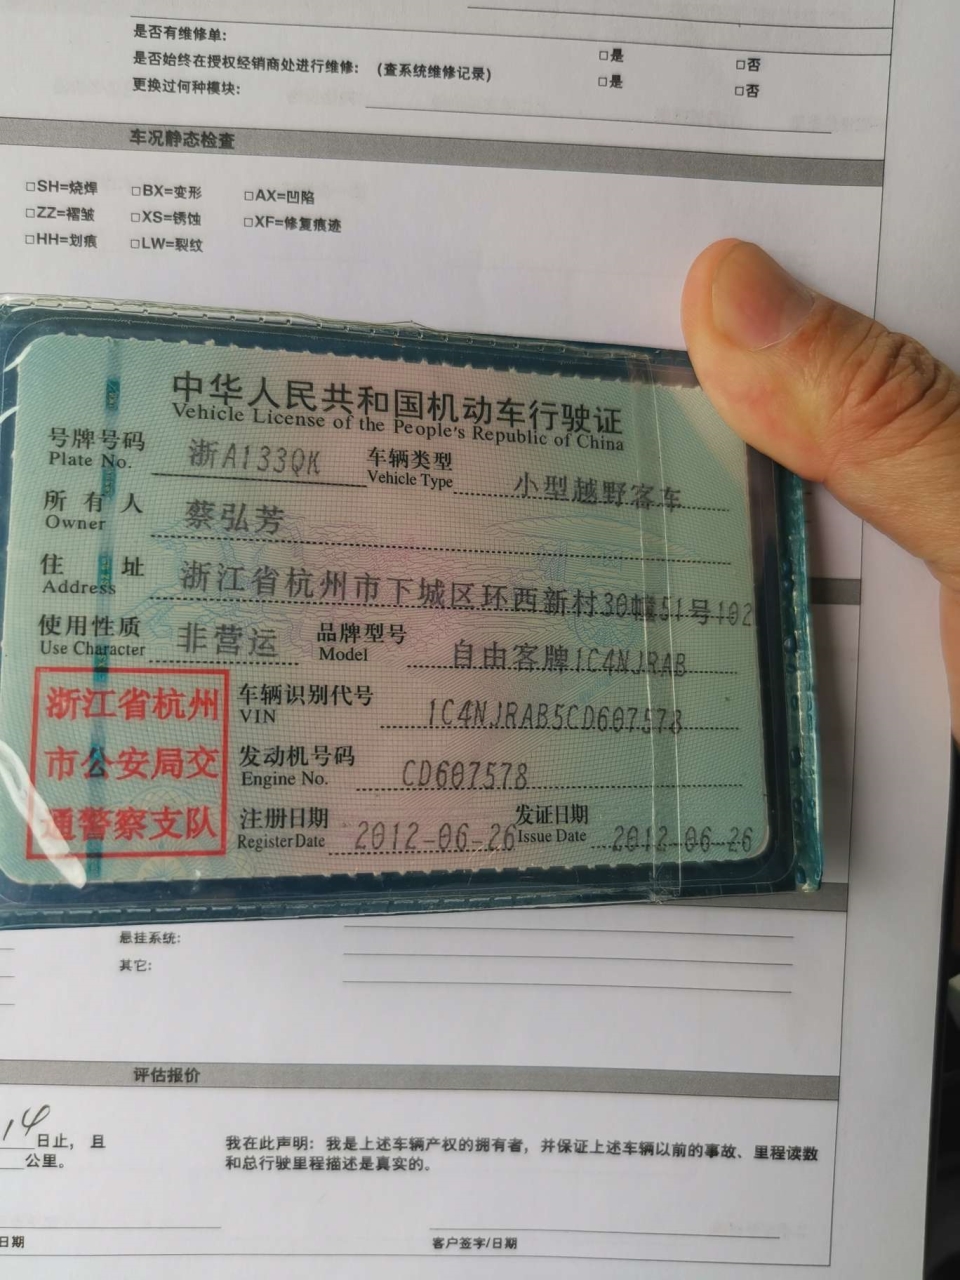 是否有维修单:
□是 □否
是否始终在授权经销商处进行维修: (查系统维修记录)
□是 □否
更换过何种模块:
车况静态检查
□SH=烧焊 □BX=变形 □AX=凹陷
□ZZ=褶皱 □XS=锈蚀 □XF=修复痕迹
□HH=划痕 □LW=裂纹
中华人民共和国机动车行驶证
Vehicle License of the People's Republic of China
号牌号码 浙A133QK 车辆类型 小型越野客车
Plate No. Vehicle Type
所有人 蔡弘芳
Owner
住址 浙江省杭州市下城区环西新村30幢51号102
Address
使用性质 非营运 品牌型号 自由客牌1C4NJRAB
Use Character Model
浙江省杭州
市公安局交
通警察支队
车辆识别代号 1C4NJRAB5CD607578
VIN
发动机号码 CD607578
Engine No.
注册日期 2012-06-26 发证日期 2012-06-26
Register Date Issue Date
悬挂系统:
其它:
评估报价
14日止，且
公里。
我在此声明: 我是上述车辆产权的拥有者，并保证上述车辆以前的事故、里程读数
和总行驶里程描述是真实的。
日期
客户签字/日期